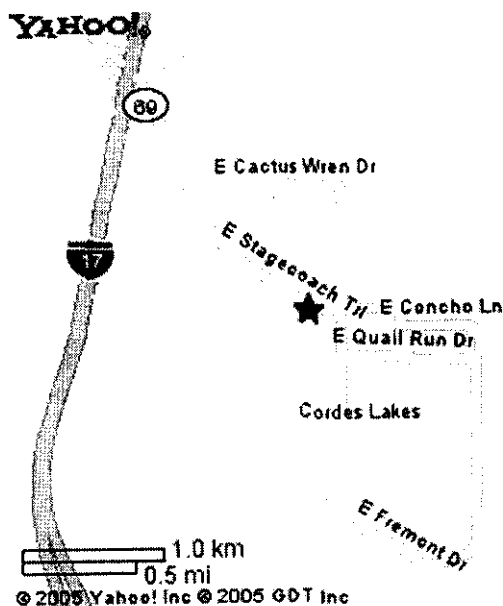 YAHOO!
69
E Cactus Wren Dr
17
E Stagecoach Trl
E Concho Ln
E Quail Run Dr
Cordes Lakes
E Fremont Dr
1.0 km
0.5 mi
© 2005 Yahoo! Inc © 2005 GDT Inc